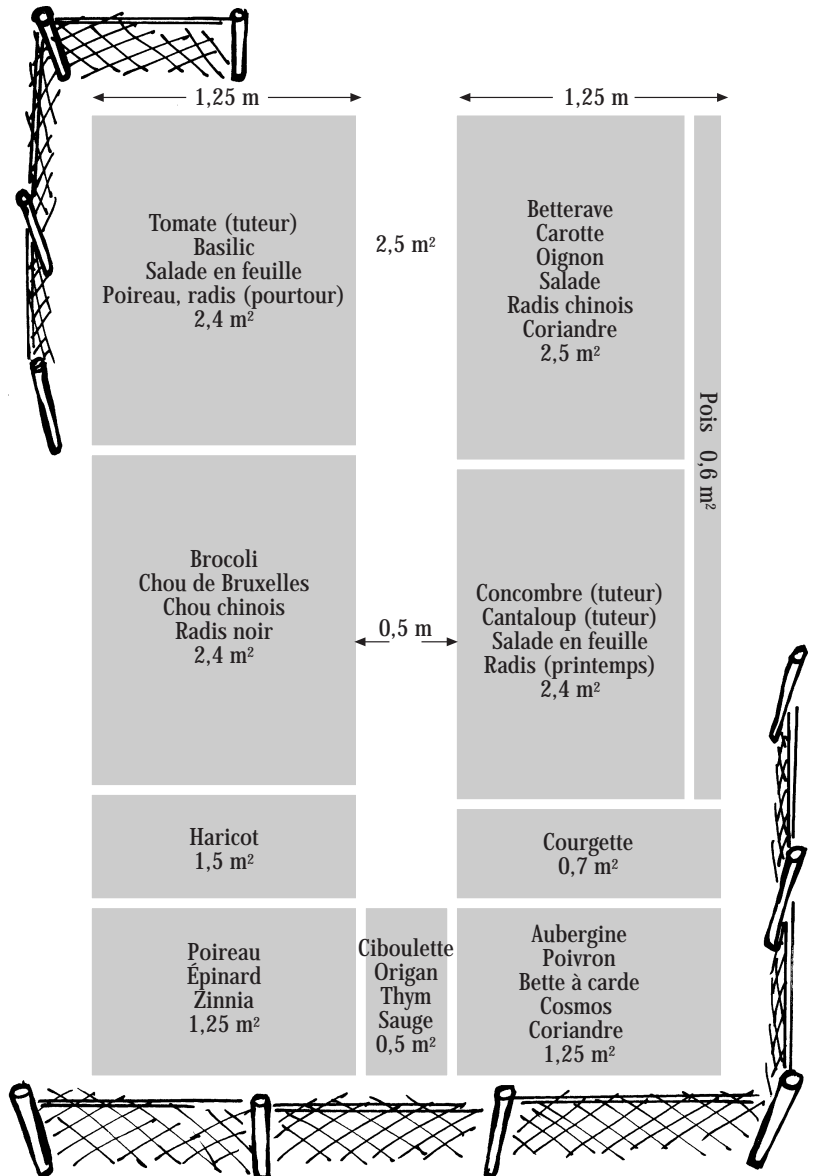 1,25 m
1,25 m
Tomate (tuteur)
Basilic
Salade en feuille
Poireau, radis (pourtour)
2,4 m²
2,5 m²
Betterave
Carotte
Oignon
Salade
Radis chinois
Coriandre
2,5 m²
Pois 0,6 m²
Brocoli
Chou de Bruxelles
Chou chinois
Radis noir
2,4 m²
0,5 m
Concombre (tuteur)
Cantaloup (tuteur)
Salade en feuille
Radis (printemps)
2,4 m²
Haricot
1,5 m²
Courgette
0,7 m²
Poireau
Épinard
Zinnia
1,25 m²
Ciboulette
Origan
Thym
Sauge
0,5 m²
Aubergine
Poivron
Bette à carde
Cosmos
Coriandre
1,25 m²